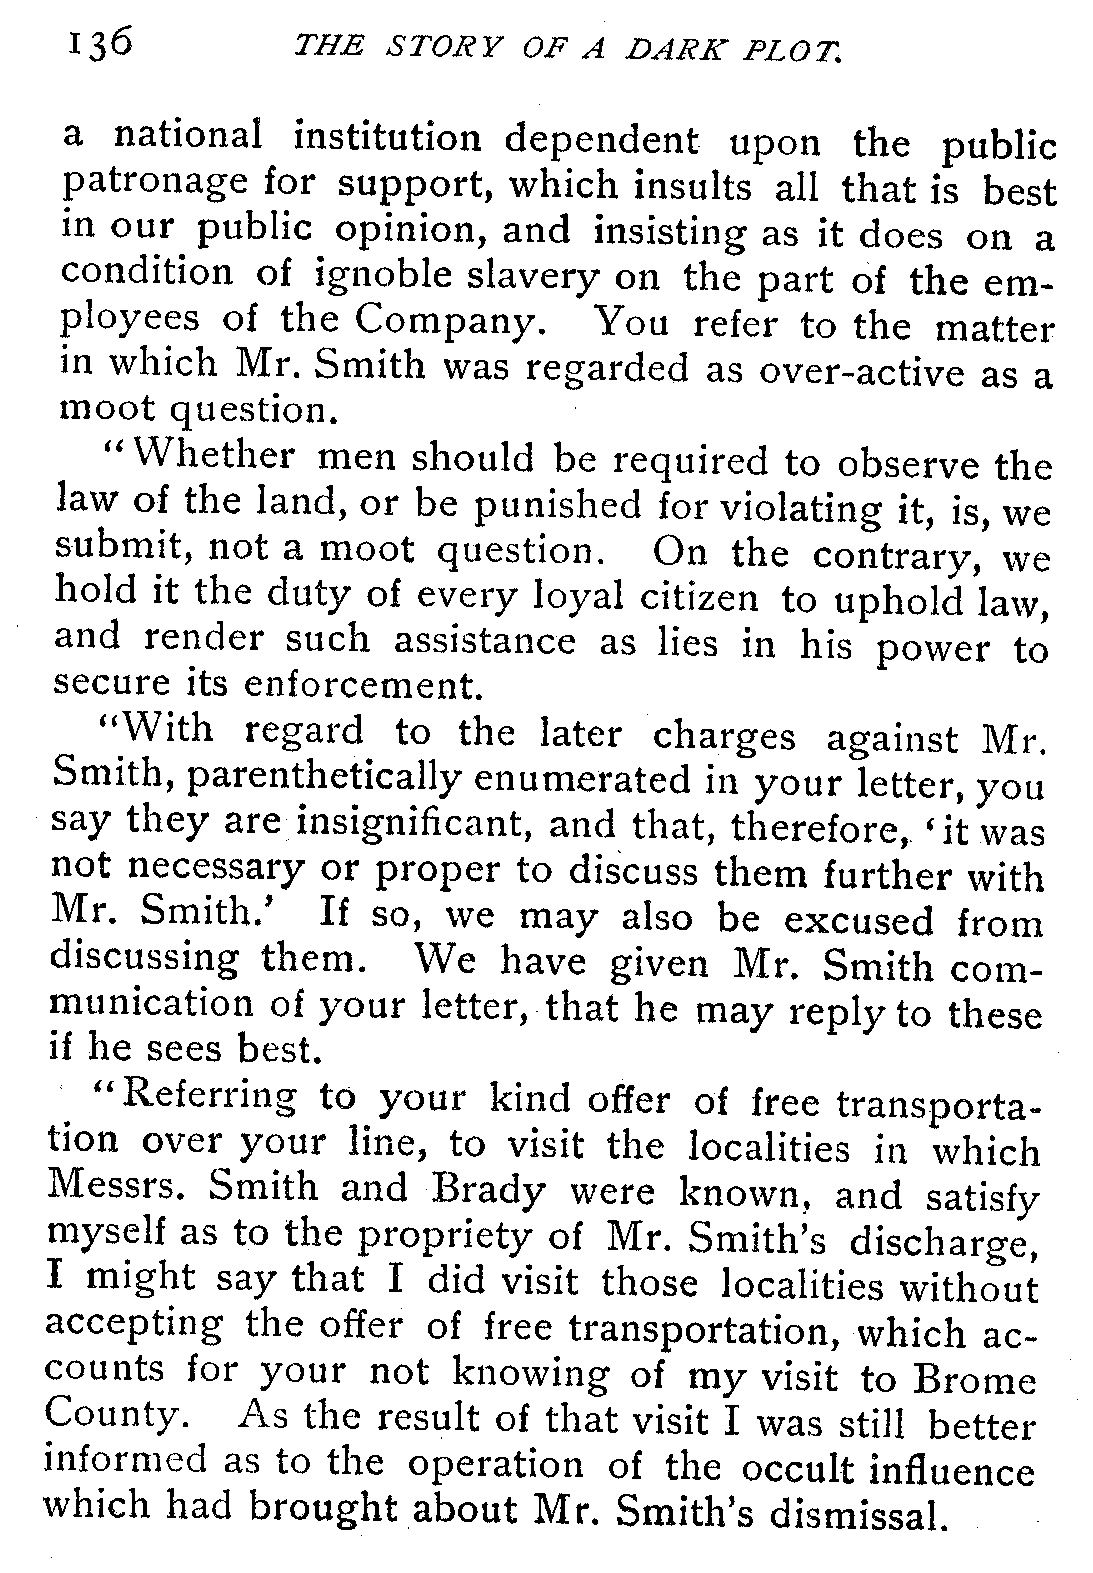 136 THE STORY OF A DARK PLOT.
a national institution dependent upon the public
patronage for support, which insults all that is best
in our public opinion, and insisting as it does on a
condition of ignoble slavery on the part of the em-
ployees of the Company. You refer to the matter
in which Mr. Smith was regarded as over-active as a
moot question.
“Whether men should be required to observe the
law of the land, or be punished for violating it, is, we
submit, not a moot question. On the contrary, we
hold it the duty of every loyal citizen to uphold law,
and render such assistance as lies in his power to
secure its enforcement.
“With regard to the later charges against Mr.
Smith, parenthetically enumerated in your letter, you
say they are insignificant, and that, therefore, ‘it was
not necessary or proper to discuss them further with
Mr. Smith.’ If so, we may also be excused from
discussing them. We have given Mr. Smith com-
munication of your letter, that he may reply to these
if he sees best.
“Referring to your kind offer of free transporta-
tion over your line, to visit the localities in which
Messrs. Smith and Brady were known, and satisfy
myself as to the propriety of Mr. Smith’s discharge,
I might say that I did visit those localities without
accepting the offer of free transportation, which ac-
counts for your not knowing of my visit to Brome
County. As the result of that visit I was still better
informed as to the operation of the occult influence
which had brought about Mr. Smith’s dismissal.